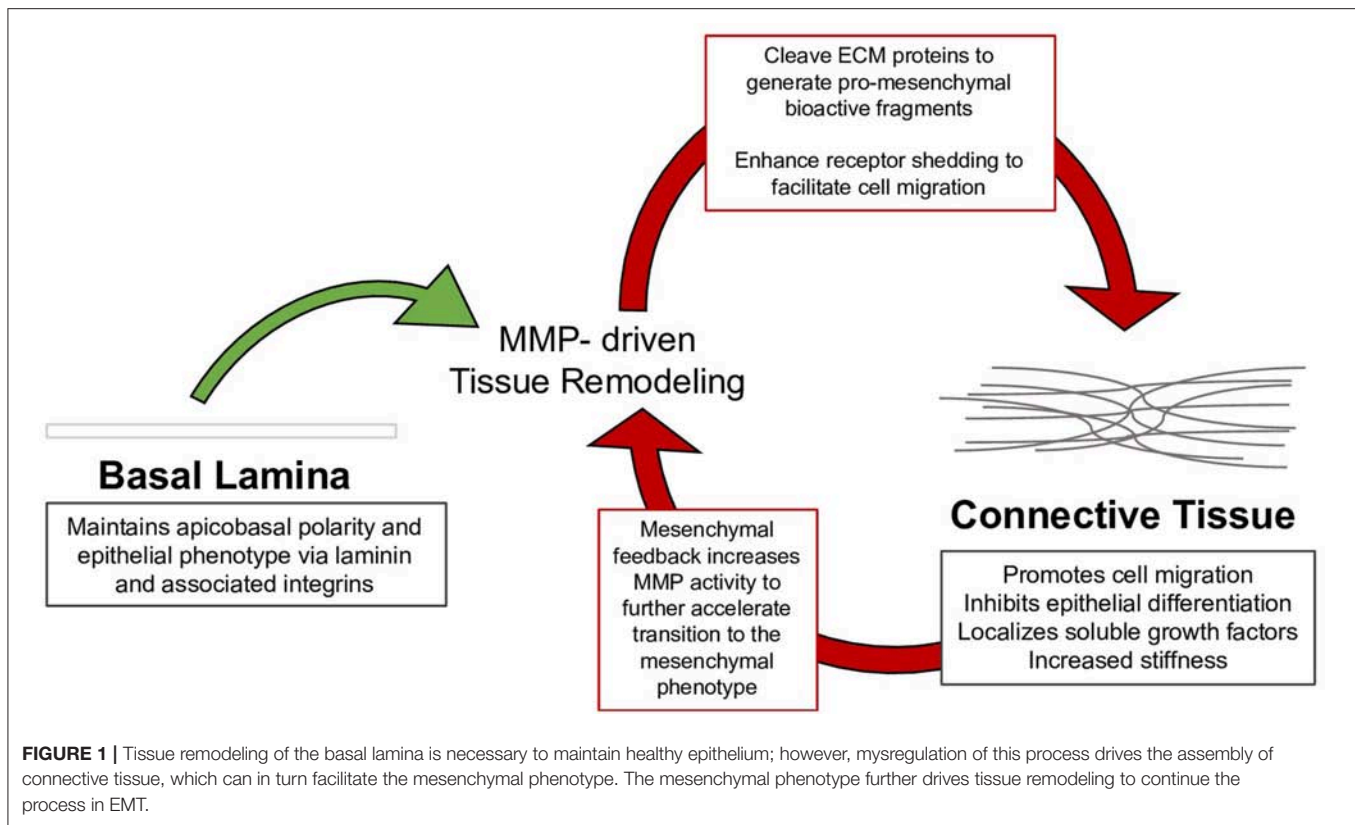 Cleave ECM proteins to
generate pro-mesenchymal
bioactive fragments
Enhance receptor shedding to
facilitate cell migration
MMP- driven
Tissue Remodeling
Basal Lamina
Maintains apicobasal polarity and
epithelial phenotype via laminin
and associated integrins
Mesenchymal
feedback increases
MMP activity to
further accelerate
transition to the
mesenchymal
phenotype
Connective Tissue
Promotes cell migration
Inhibits epithelial differentiation
Localizes soluble growth factors
Increased stiffness
FIGURE 1 | Tissue remodeling of the basal lamina is necessary to maintain healthy epithelium; however, mysregulation of this process drives the assembly of
connective tissue, which can in turn facilitate the mesenchymal phenotype. The mesenchymal phenotype further drives tissue remodeling to continue the
process in EMT.